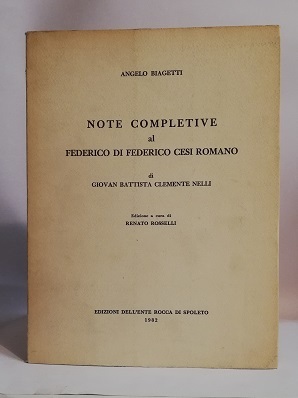 ANGELO BIAGETTI
NOTE COMPLETIVE
al
FEDERICO DI FEDERICO CESI ROMANO
di
GIOVAN BATTISTA CLEMENTE NELLI
Edizione a cura di
RENATO ROSSELLI
EDIZIONI DELL'ENTE ROCCA DI SPOLETO
1982